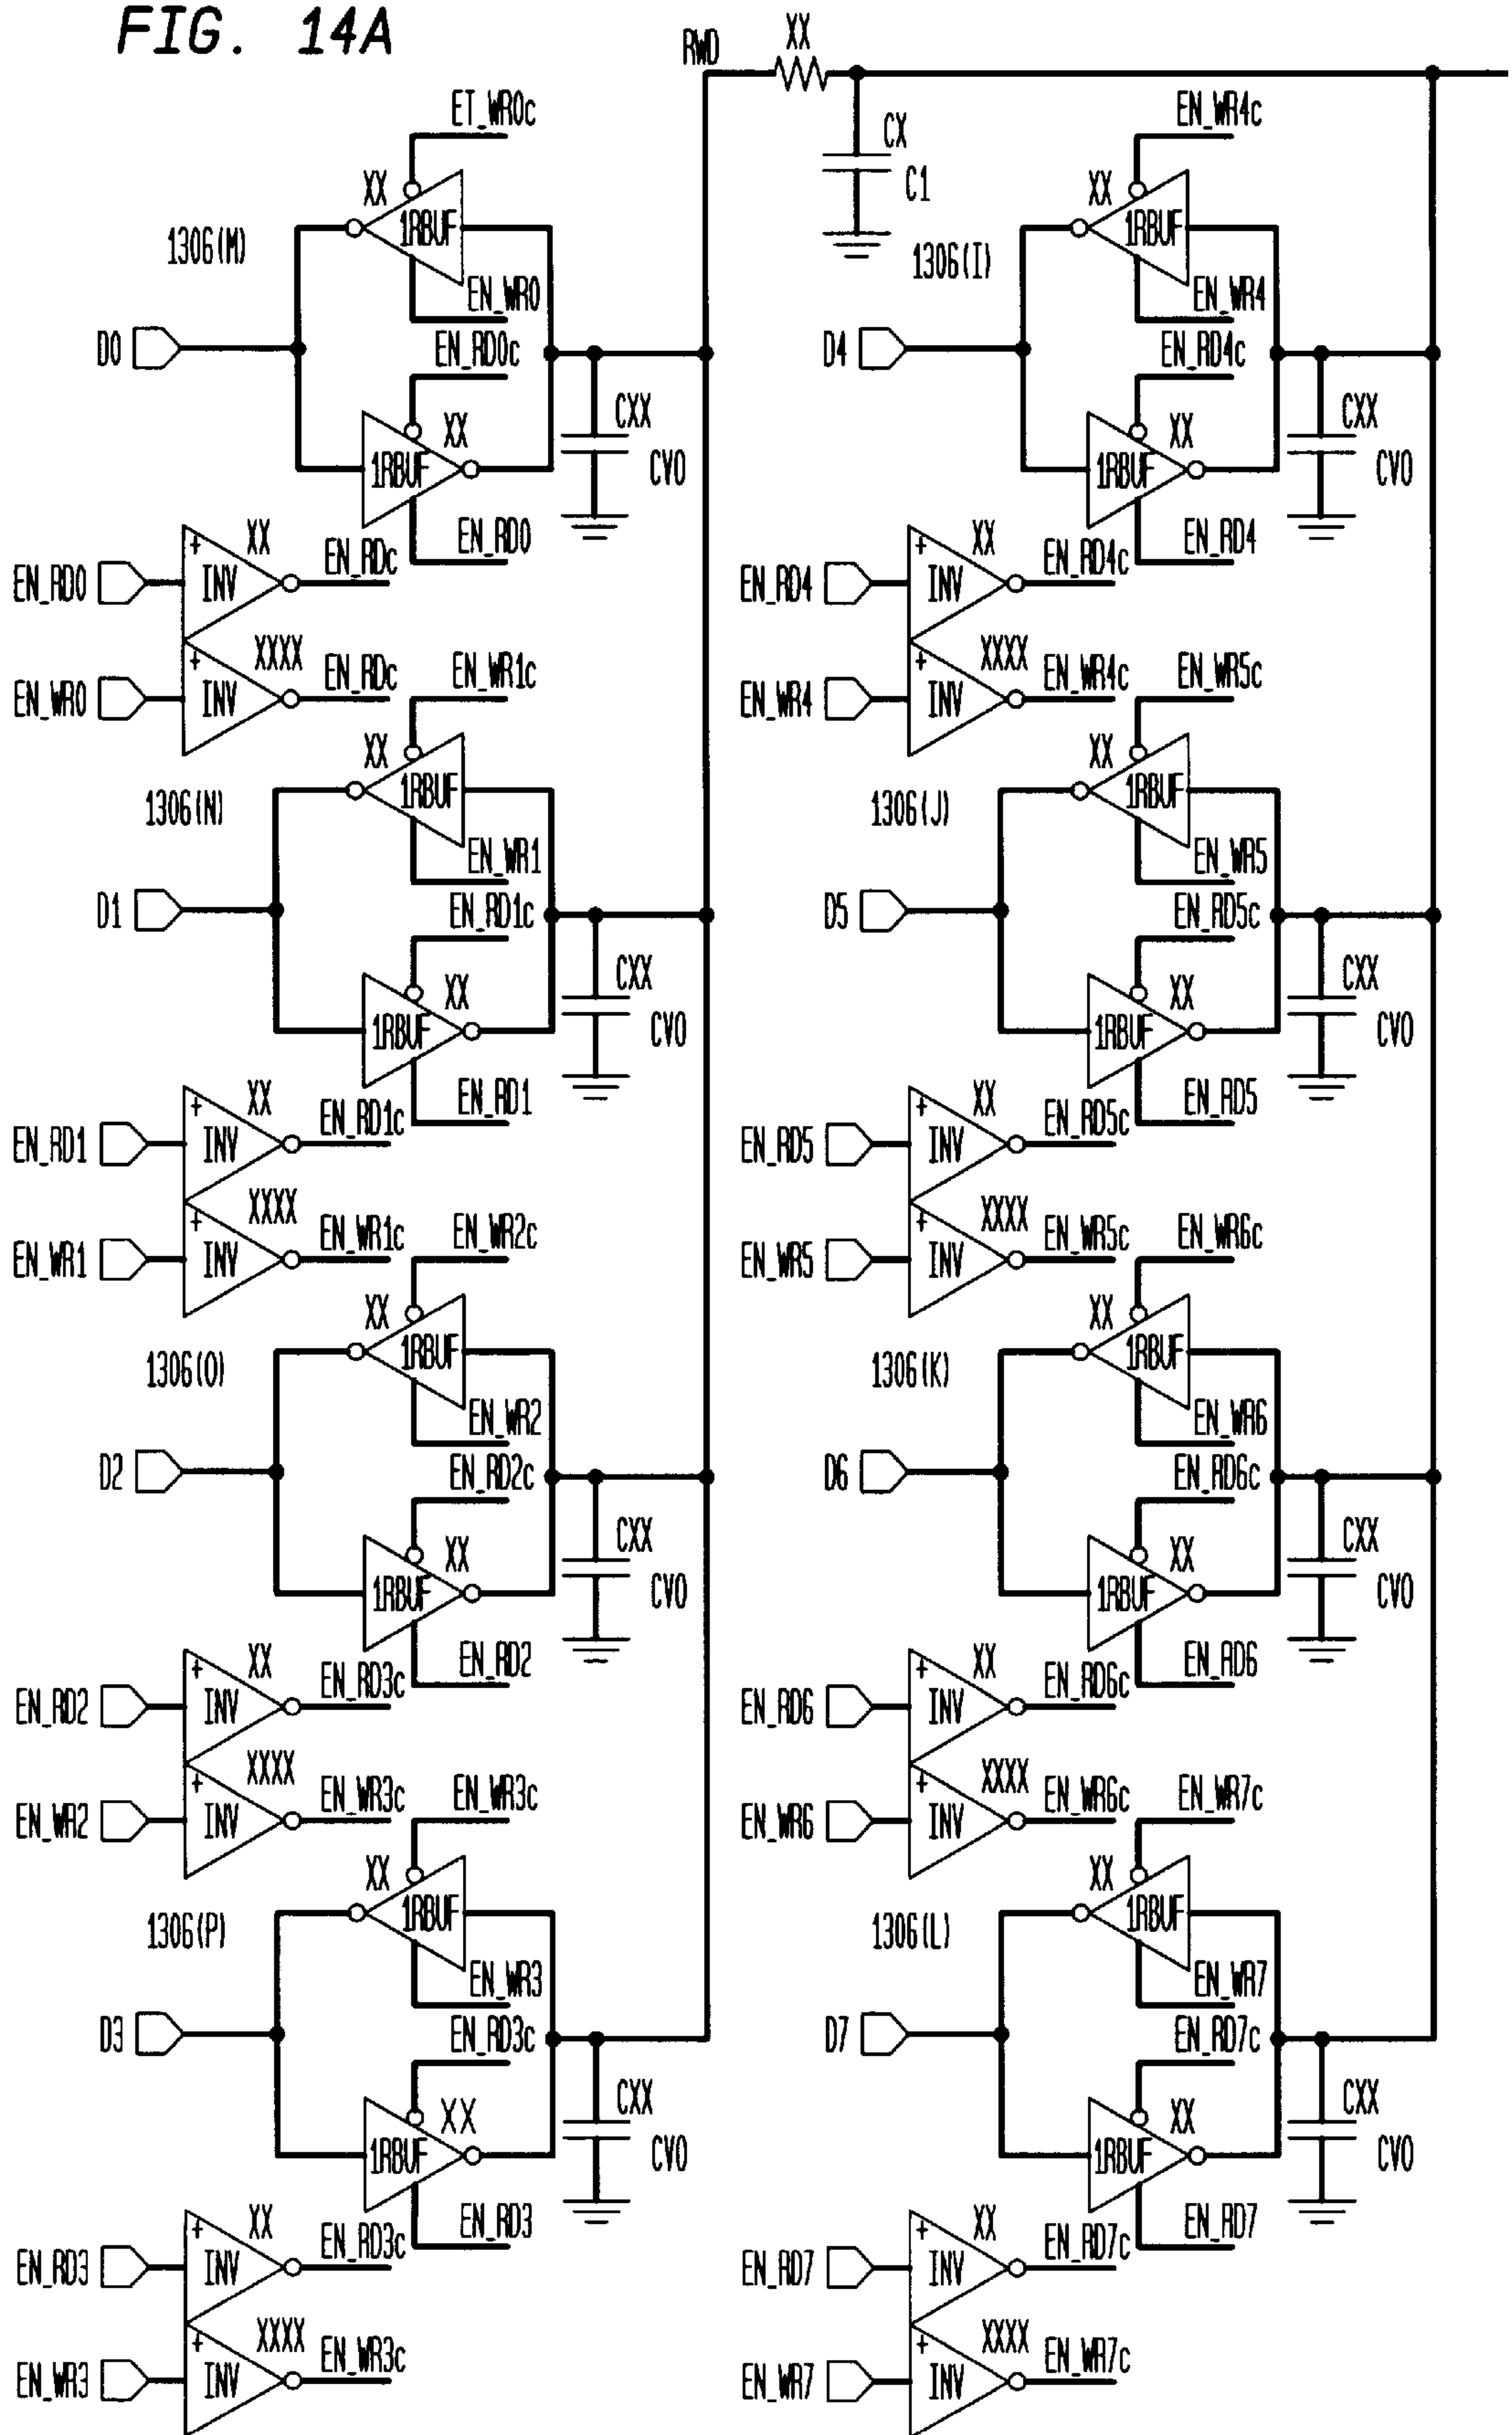 FIG. 14A
RWD
XX
CX
C1
ET_WR0c
XX
1RBUF
1306(M)
EN_WR0
D0
EN_RD0c
CXX
XX
1RBUF
CV0
EN_RD0
EN_RD0
XX
INV
EN_RDc
EN_WR0
XXXX
INV
EN_RDc
EN_WR1c
XX
1RBUF
1306(N)
EN_WR1
D1
EN_RD1c
CXX
XX
1RBUF
CV0
EN_RD1
EN_RD1
XX
INV
EN_RD1c
EN_WR1
XXXX
INV
EN_WR1c
EN_WR2c
XX
1RBUF
1306(O)
EN_WR2
D2
EN_RD2c
CXX
XX
1RBUF
CV0
EN_RD2
EN_RD2
XX
INV
EN_RD3c
EN_WR2
XXXX
INV
EN_WR3c
EN_WR3c
XX
1RBUF
1306(P)
EN_WR3
D3
EN_RD3c
CXX
XX
1RBUF
CV0
EN_RD3
EN_RD3
XX
INV
EN_RD3c
EN_WR3
XXXX
INV
EN_WR3c
EN_WR4c
XX
1RBUF
1306(I)
EN_WR4
D4
EN_RD4c
CXX
XX
1RBUF
CV0
EN_RD4
EN_RD4
XX
INV
EN_RD4c
EN_WR4
XXXX
INV
EN_WR4c
EN_WR5c
XX
1RBUF
1306(J)
EN_WR5
D5
EN_RD5c
CXX
XX
1RBUF
CV0
EN_RD5
EN_RD5
XX
INV
EN_RD5c
EN_WR5
XXXX
INV
EN_WR5c
EN_WR6c
XX
1RBUF
1306(K)
EN_WR6
D6
EN_RD6c
CXX
XX
1RBUF
CV0
EN_RD6
EN_RD6
XX
INV
EN_RD6c
EN_WR6
XXXX
INV
EN_WR6c
EN_WR7c
XX
1RBUF
1306(L)
EN_WR7
D7
EN_RD7c
CXX
XX
1RBUF
CV0
EN_RD7
EN_RD7
XX
INV
EN_RD7c
EN_WR7
XXXX
INV
EN_WR7c